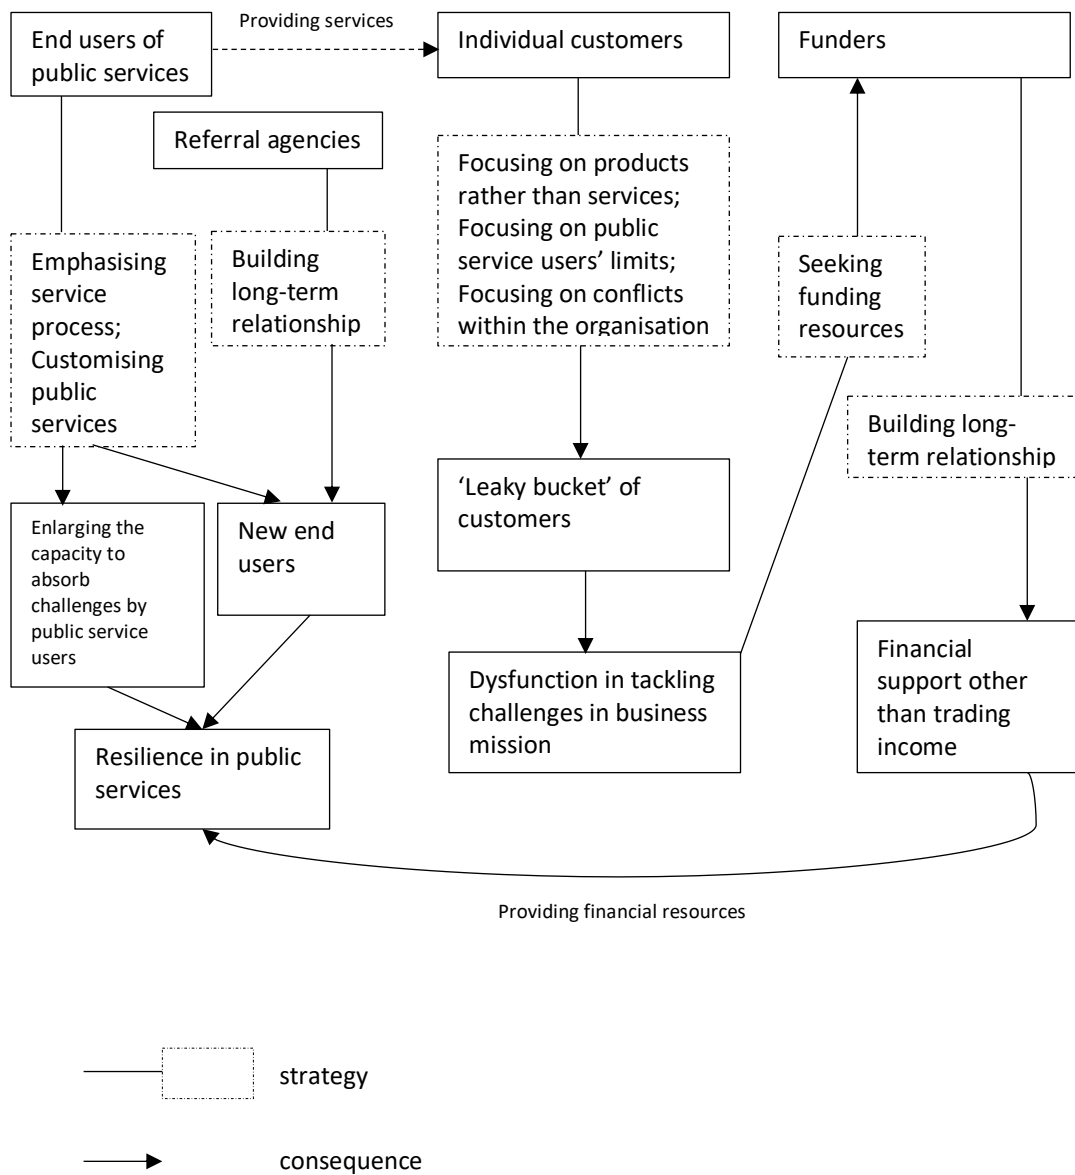 Providing services
End users of
public services
Individual customers
Funders
Referral agencies
Focusing on products
rather than services;
Focusing on public
service users’ limits;
Focusing on conflicts
within the organisation
Emphasising
service
process;
Customising
public
services
Building
long-term
relationship
Seeking
funding
resources
Building long-
term relationship
‘Leaky bucket’ of
customers
Enlarging the
capacity to
absorb
challenges by
public service
users
New end
users
Financial
support other
than trading
income
Dysfunction in tackling
challenges in business
mission
Resilience in public
services
Providing financial resources
strategy
consequence